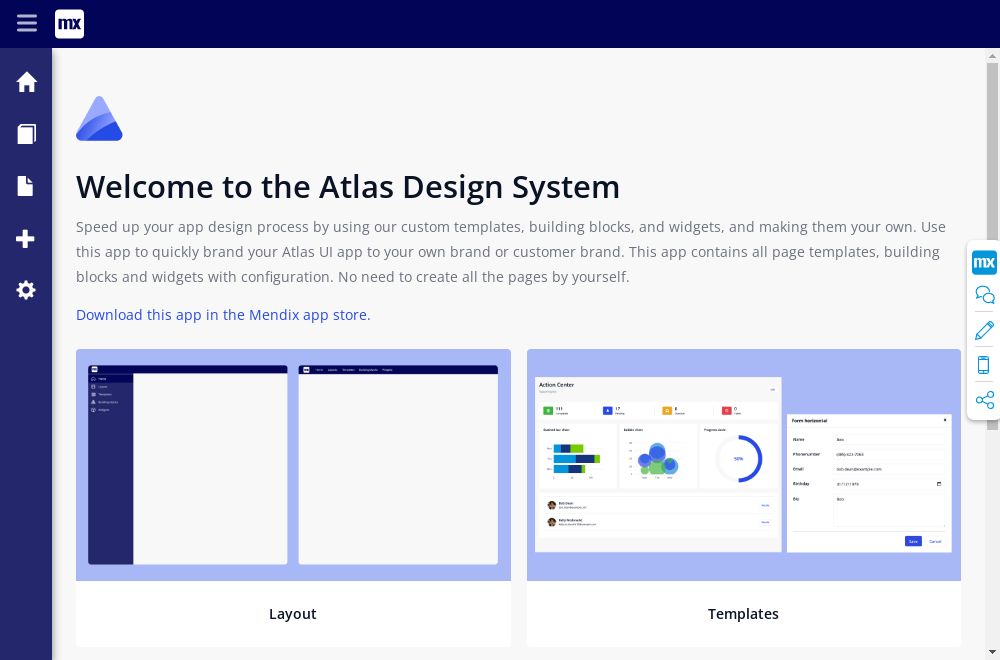 mx
Welcome to the Atlas Design System
Speed up your app design process by using our custom templates, building blocks, and widgets, and making them your own. Use
this app to quickly brand your Atlas UI app to your own brand or customer brand. This app contains all page templates, building
blocks and widgets with configuration. No need to create all the pages by yourself.
Download this app in the Mendix app store.
mx
Action Center
Form horizontal
Name
Bob
Phonenumber
Email
Birthday
Bio
Bob
50%
Save
Cancel
Layout
Templates